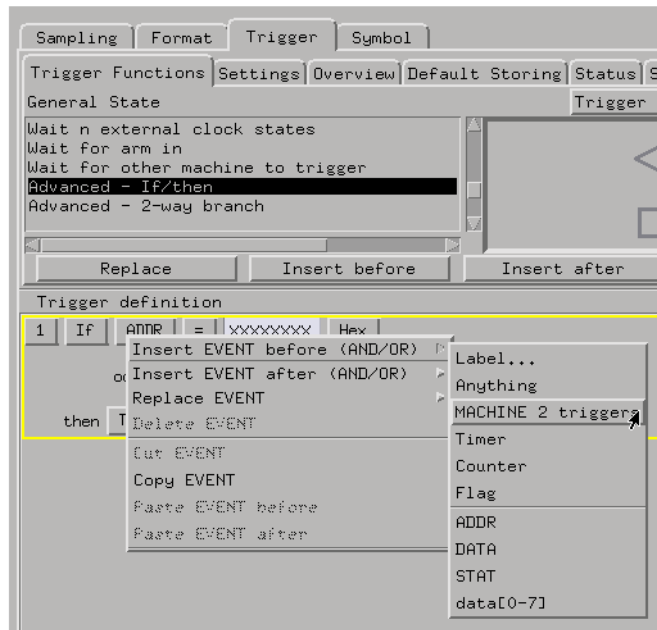 Sampling Format Trigger Symbol
Trigger Functions Settings Overview Default Storing Status S
General State Trigger
Wait n external clock states
Wait for arm in
Wait for other machine to trigger
Advanced - If/then
Advanced - 2-way branch
Replace Insert before Insert after
Trigger definition
1 If ADDR = XXXXXXXX Hex
Insert EVENT before (AND/OR)
Insert EVENT after (AND/OR)
Replace EVENT
then T
Delete EVENT
Cut EVENT
Copy EVENT
Paste EVENT before
Paste EVENT after
Label...
Anything
MACHINE 2 triggers
Timer
Counter
Flag
ADDR
DATA
STAT
data[0-7]